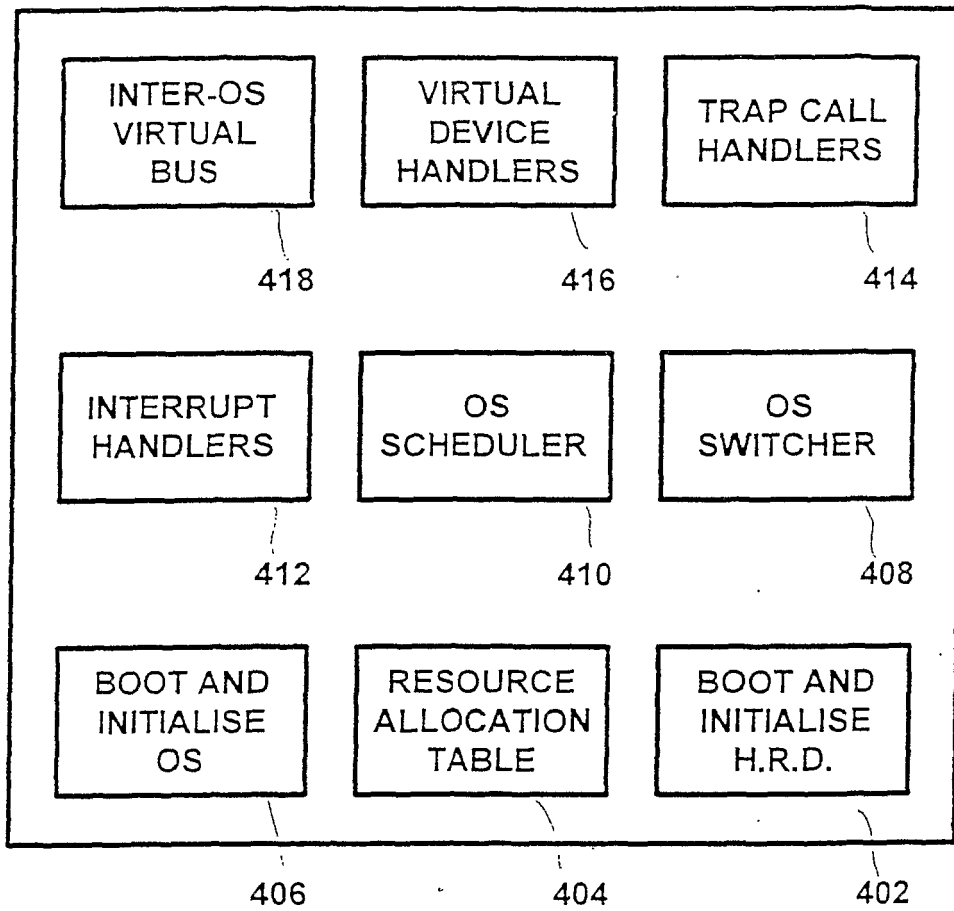 INTER-OS
VIRTUAL
BUS
418
VIRTUAL
DEVICE
HANDLERS
416
TRAP CALL
HANDLERS
414
INTERRUPT
HANDLERS
412
OS
SCHEDULER
410
OS
SWITCHER
408
BOOT AND
INITIALISE
OS
406
RESOURCE
ALLOCATION
TABLE
404
BOOT AND
INITIALISE
H.R.D.
402